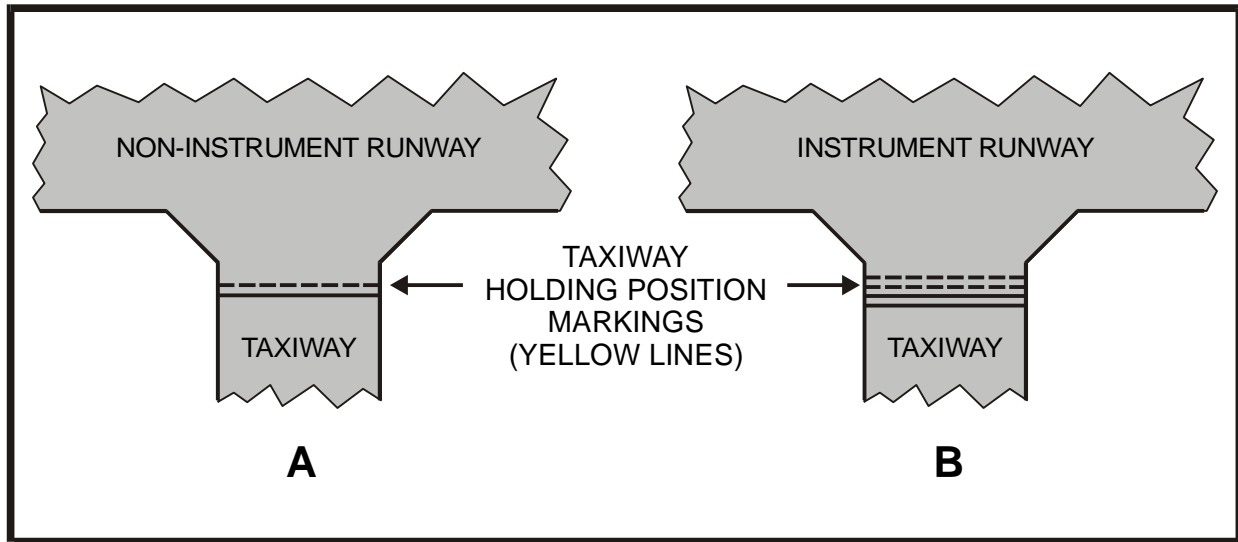 NON-INSTRUMENT RUNWAY
INSTRUMENT RUNWAY
TAXIWAY
HOLDING POSITION
MARKINGS
(YELLOW LINES)
TAXIWAY
TAXIWAY
A
B